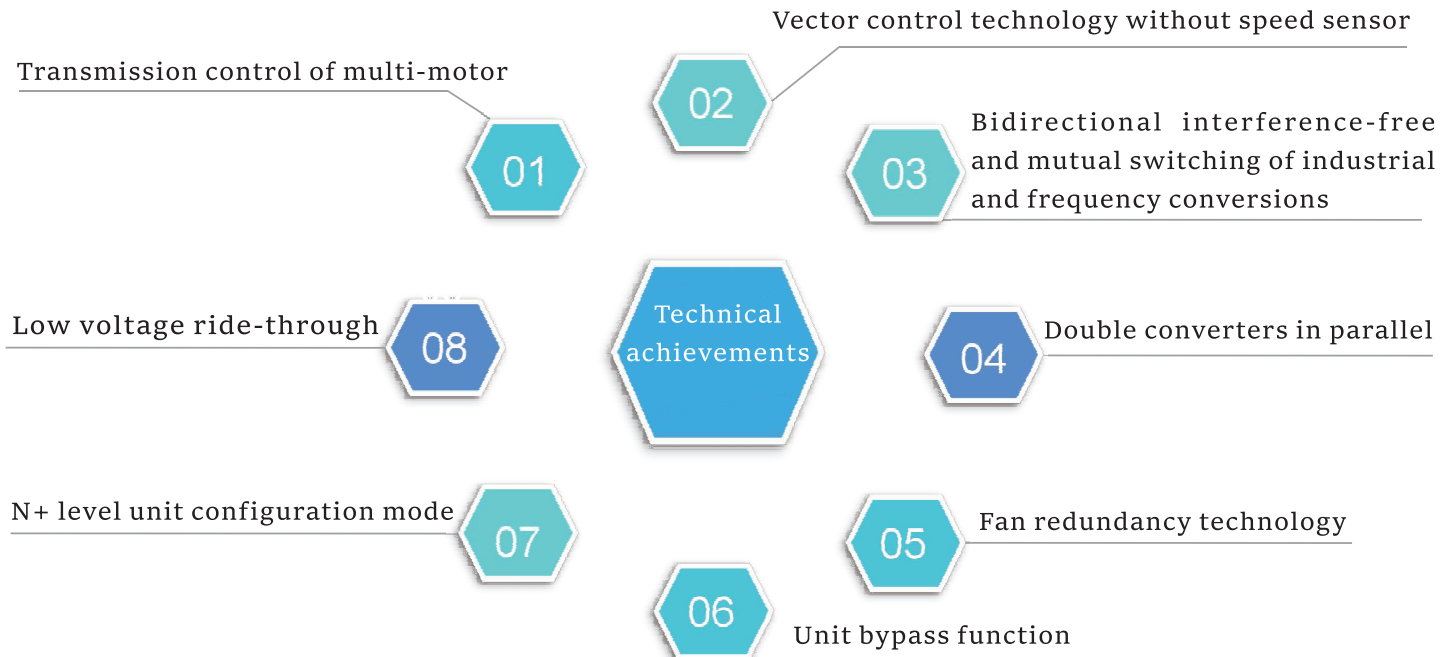 Technical
achievements
01
Transmission control of multi-motor
02
Vector control technology without speed sensor
03
Bidirectional interference-free
and mutual switching of industrial
and frequency conversions
04
Double converters in parallel
05
Fan redundancy technology
06
Unit bypass function
07
N+ level unit configuration mode
08
Low voltage ride-through